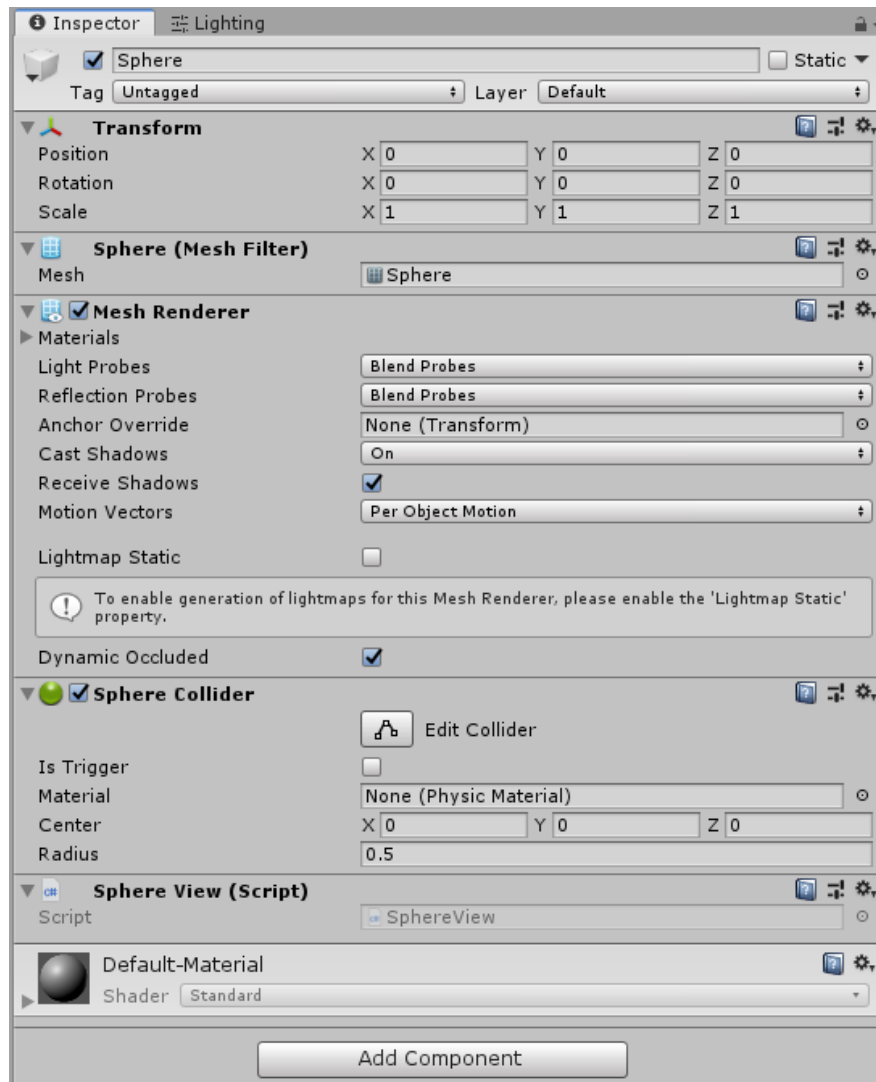 Inspector Lighting
Sphere Static
Tag Untagged Layer Default
Transform
Position X 0 Y 0 Z 0
Rotation X 0 Y 0 Z 0
Scale X 1 Y 1 Z 1
Sphere (Mesh Filter)
Mesh Sphere
Mesh Renderer
Materials
Light Probes Blend Probes
Reflection Probes Blend Probes
Anchor Override None (Transform)
Cast Shadows On
Receive Shadows
Motion Vectors Per Object Motion
Lightmap Static
To enable generation of lightmaps for this Mesh Renderer, please enable the 'Lightmap Static'
property.
Dynamic Occluded
Sphere Collider
Edit Collider
Is Trigger
Material None (Physic Material)
Center X 0 Y 0 Z 0
Radius 0.5
C# Sphere View (Script)
Script SphereView
Default-Material
Shader Standard
Add Component